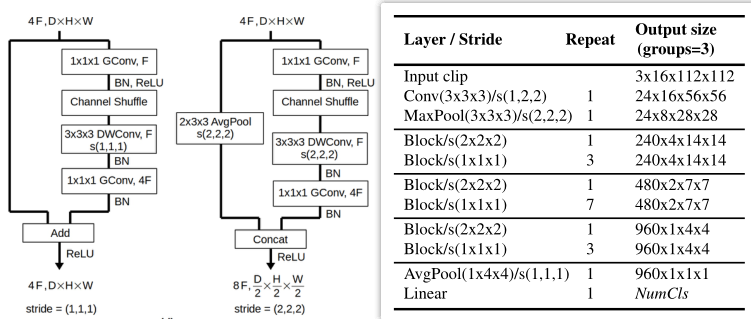 4F, D×H×W
1x1x1 GConv, F
BN, ReLU
Channel Shuffle
3x3x3 DWConv, F
s(1,1,1)
BN
1x1x1 GConv, 4F
BN
Add
ReLU
4F, D×H×W
stride = (1,1,1)
4F, D×H×W
1x1x1 GConv, F
BN, ReLU
Channel Shuffle
2x3x3 AvgPool
s(2,2,2)
3x3x3 DWConv, F
s(2,2,2)
BN
1x1x1 GConv, 4F
BN
Concat
ReLU
8F, D/2 × H/2 × W/2
stride = (2,2,2)
Layer / Stride Repeat Output size
(groups=3)
Input clip 3x16x112x112
Conv(3x3x3)/s(1,2,2) 1 24x16x56x56
MaxPool(3x3x3)/s(2,2,2) 1 24x8x28x28
Block/s(2x2x2) 1 240x4x14x14
Block/s(1x1x1) 3 240x4x14x14
Block/s(2x2x2) 1 480x2x7x7
Block/s(1x1x1) 7 480x2x7x7
Block/s(2x2x2) 1 960x1x4x4
Block/s(1x1x1) 3 960x1x4x4
AvgPool(1x4x4)/s(1,1,1) 1 960x1x1x1
Linear 1 NumCls